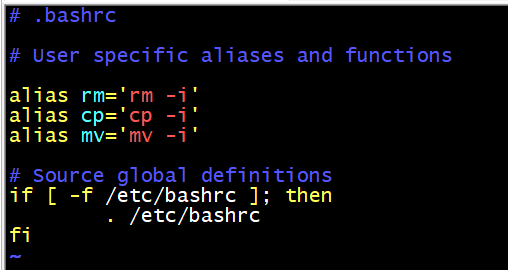 # .bashrc
# User specific aliases and functions
alias rm='rm -i'
alias cp='cp -i'
alias mv='mv -i'
# Source global definitions
if [ -f /etc/bashrc ]; then
        . /etc/bashrc
fi
~